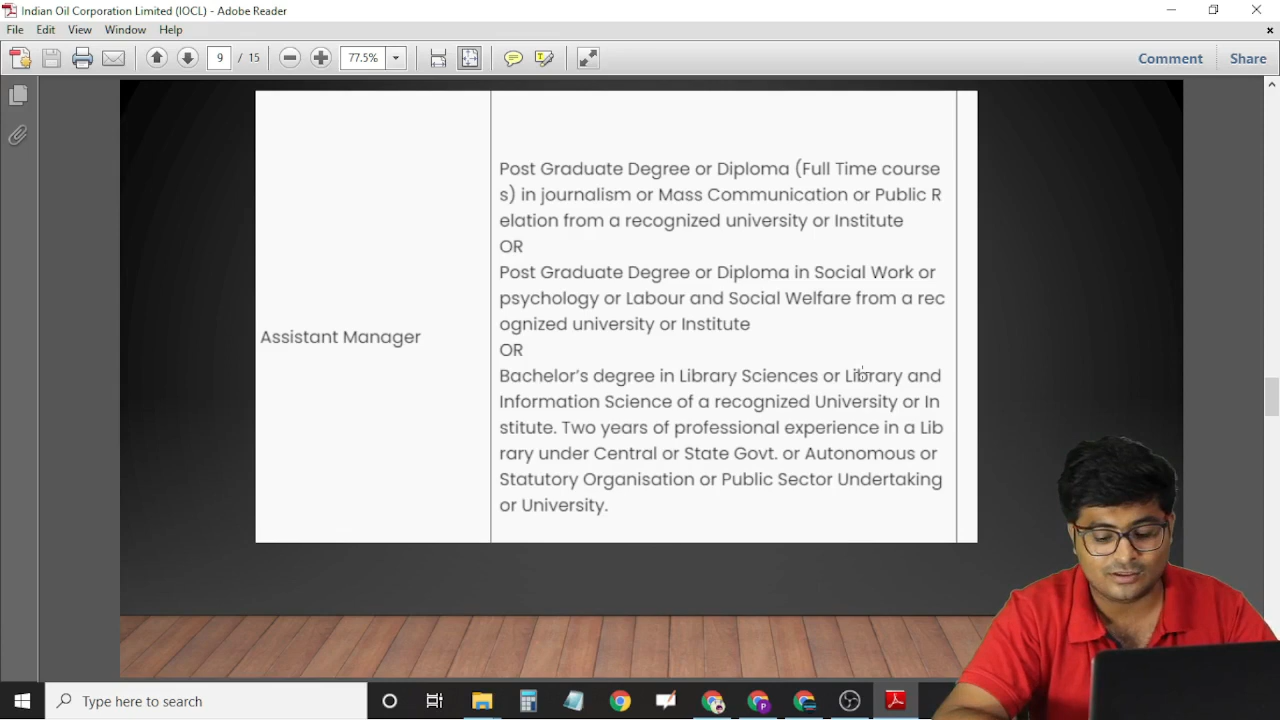 Indian Oil Corporation Limited (IOCL) - Adobe Reader
File Edit View Window Help
9 / 15 77.5% Comment Share
Post Graduate Degree or Diploma (Full Time course
s) in journalism or Mass Communication or Public R
elation from a recognized university or Institute
OR
Post Graduate Degree or Diploma in Social Work or
psychology or Labour and Social Welfare from a rec
ognized university or Institute
Assistant Manager
OR
Bachelor's degree in Library Sciences or Library and
Information Science of a recognized University or In
stitute. Two years of professional experience in a Lib
rary under Central or State Govt. or Autonomous or
Statutory Organisation or Public Sector Undertaking
or University.
Type here to search